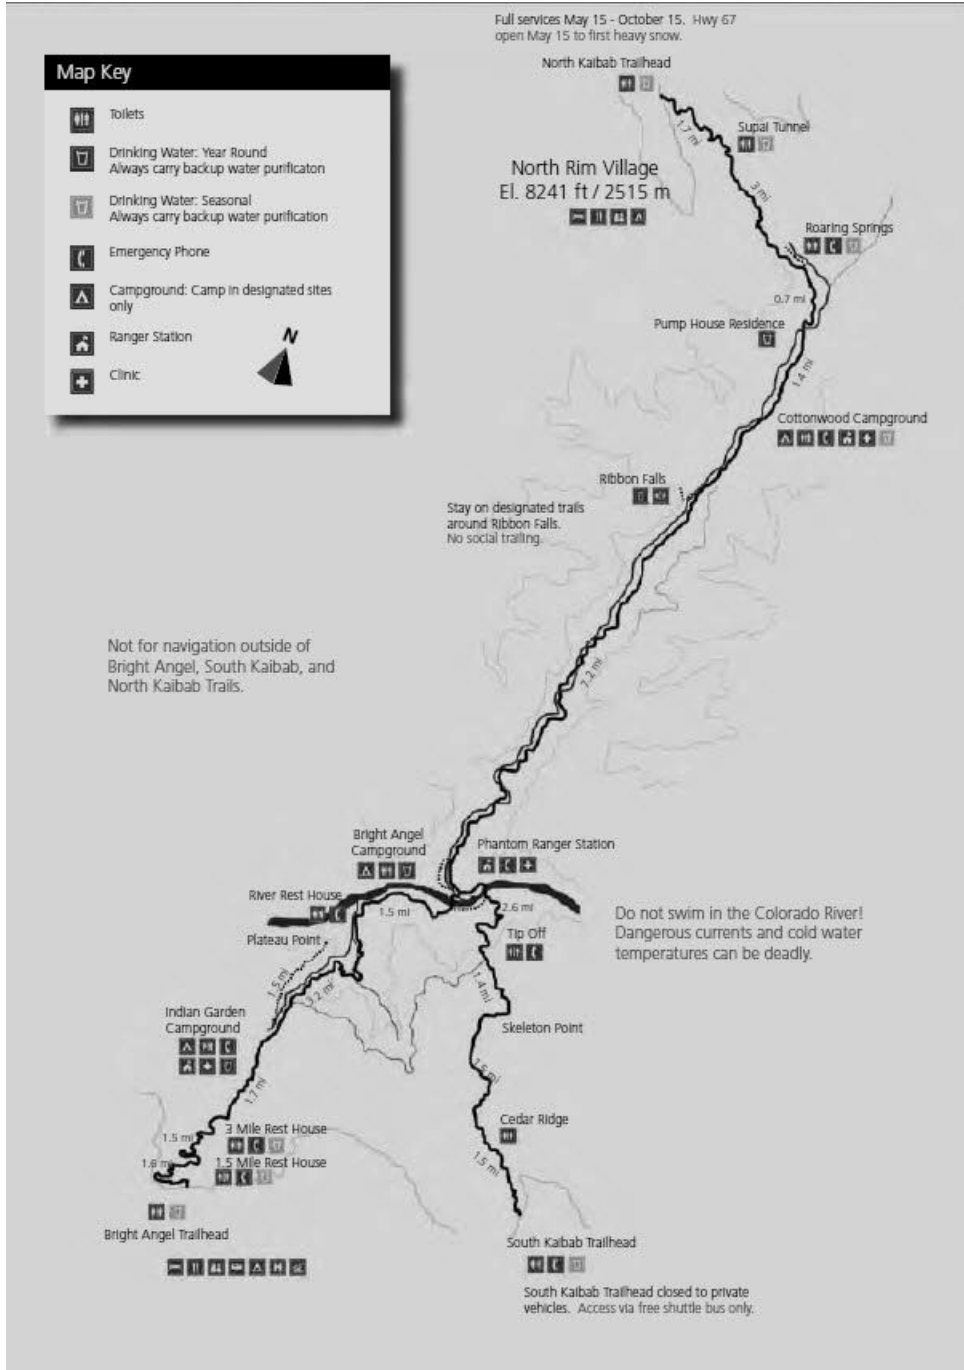 Full services May 15 - October 15. Hwy 67
open May 15 to first heavy snow.
North Kaibab Trailhead
Map Key
Toilets
Drinking Water: Year Round
Always carry backup water purificaton
Drinking Water: Seasonal
Always carry backup water purification
Emergency Phone
Campground: Camp in designated sites
only
Ranger Station
Clinic
N
1.7 mi
Supai Tunnel
North Rim Village
El. 8241 ft / 2515 m
3 mi
Roaring Springs
0.7 mi
Pump House Residence
1.4 mi
Cottonwood Campground
Ribbon Falls
Stay on designated trails
around Ribbon Falls.
No social trailing.
Not for navigation outside of
Bright Angel, South Kaibab, and
North Kaibab Trails.
7.2 mi
Bright Angel
Campground
Phantom Ranger Station
River Rest House
1.5 mi
2.6 mi
Do not swim in the Colorado River!
Dangerous currents and cold water
temperatures can be deadly.
Plateau Point
Tip Off
1.5 mi
3.2 mi
1.4 mi
Indian Garden
Campground
Skeleton Point
1.5 mi
1.7 mi
Cedar Ridge
3 Mile Rest House
1.5 mi
1.5 Mile Rest House
1.6 mi
1.5 mi
Bright Angel Trailhead
South Kaibab Trailhead
South Kaibab Trailhead closed to private
vehicles. Access via free shuttle bus only.